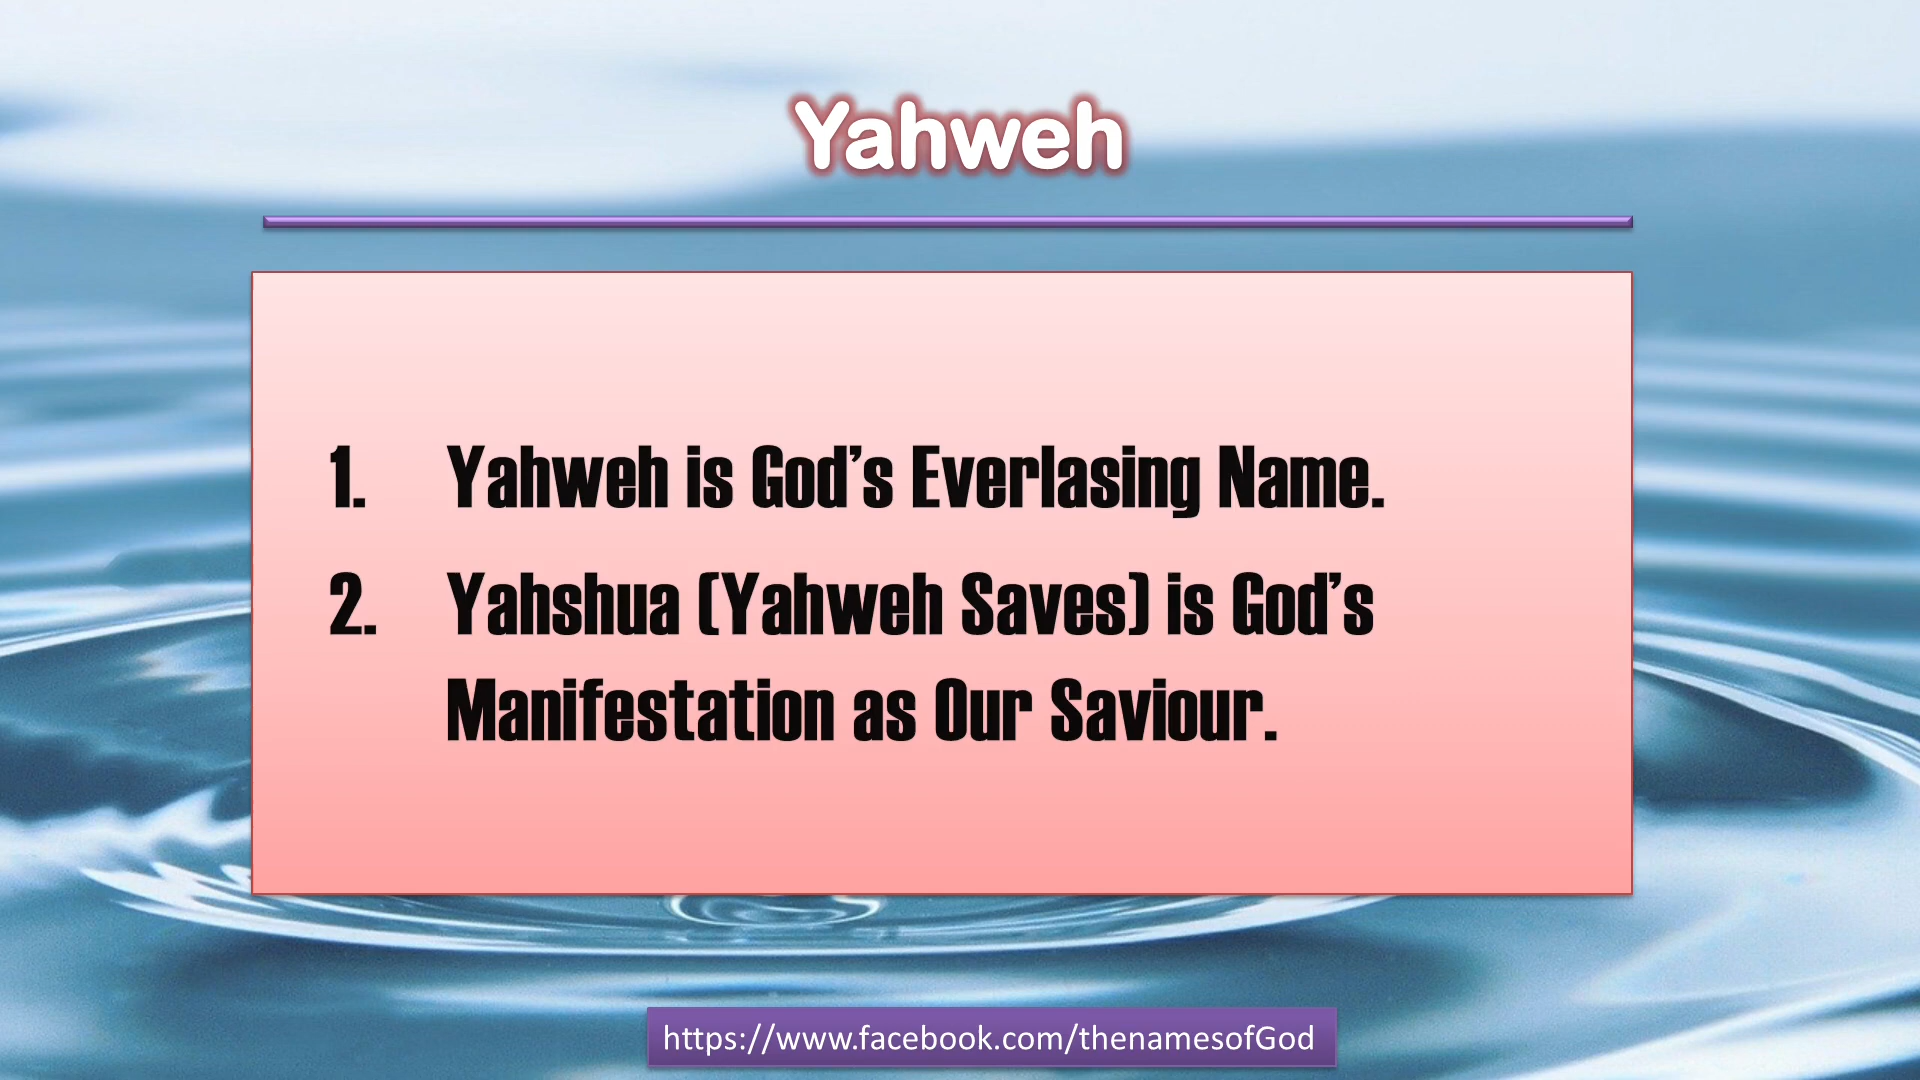 Yahweh
1. Yahweh is God’s Everlasing Name.
2. Yahshua (Yahweh Saves) is God’s
Manifestation as Our Saviour.
https://www.facebook.com/thenamesofGod